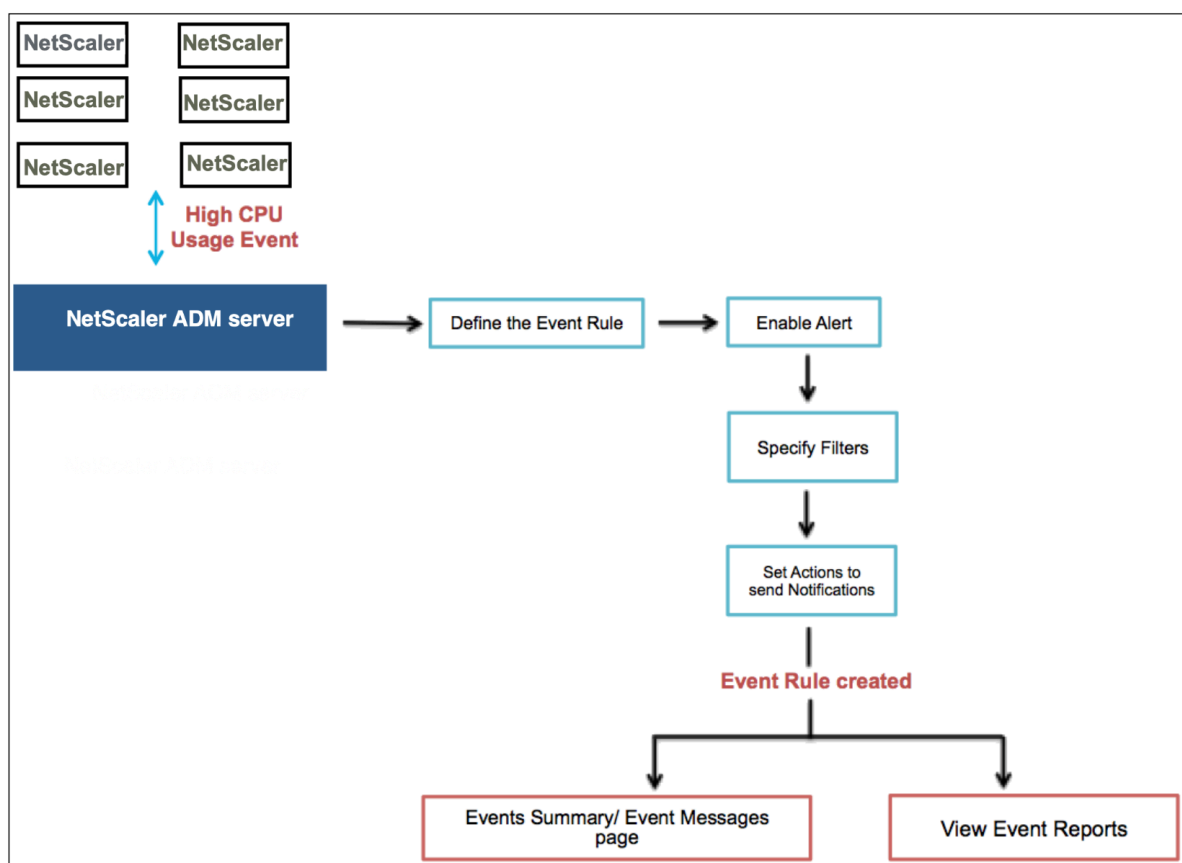 NetScaler
NetScaler
NetScaler
NetScaler
NetScaler
NetScaler
High CPU
Usage Event
NetScaler ADM server
Define the Event Rule
Enable Alert
Specify Filters
Set Actions to
send Notifications
Event Rule created
Events Summary/ Event Messages
page
View Event Reports